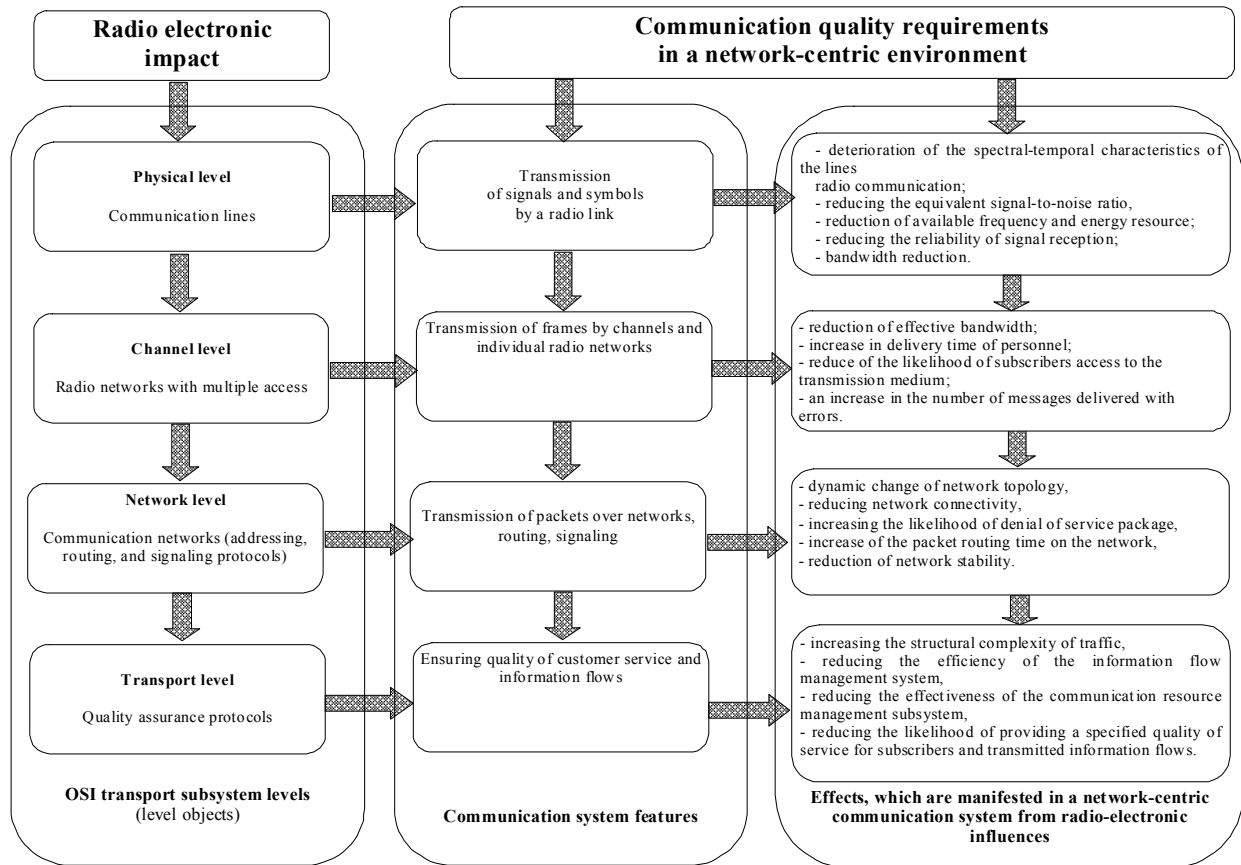 Radio electronic
impact
Communication quality requirements
in a network-centric environment
Physical level
Communication lines
Channel level
Radio networks with multiple access
Network level
Communication networks (addressing,
routing, and signaling protocols)
Transport level
Quality assurance protocols
OSI transport subsystem levels
(level objects)
Transmission
of signals and symbols
by a radio link
Transmission of frames by channels and
individual radio networks
Transmission of packets over networks,
routing, signaling
Ensuring quality of customer service and
information flows
Communication system features
- deterioration of the spectral-temporal characteristics of
the lines
radio communication;
- reducing the equivalent signal-to-noise ratio,
- reduction of available frequency and energy resource;
- reducing the reliability of signal reception;
- bandwidth reduction.
- reduction of effective bandwidth;
- increase in delivery time of personnel;
- reduce of the likelihood of subscribers access to the
transmission medium;
- an increase in the number of messages delivered with
errors.
- dynamic change of network topology,
- reducing network connectivity,
- increasing the likelihood of denial of service package,
- increase of the packet routing time on the network,
- reduction of network stability.
- increasing the structural complexity of traffic,
- reducing the efficiency of the information flow
management system,
- reducing the effectiveness of the communication resource
management subsystem,
- reducing the likelihood of providing a specified quality of
service for subscribers and transmitted information flows.
Effects, which are manifested in a network-centric
communication system from radio-electronic
influences